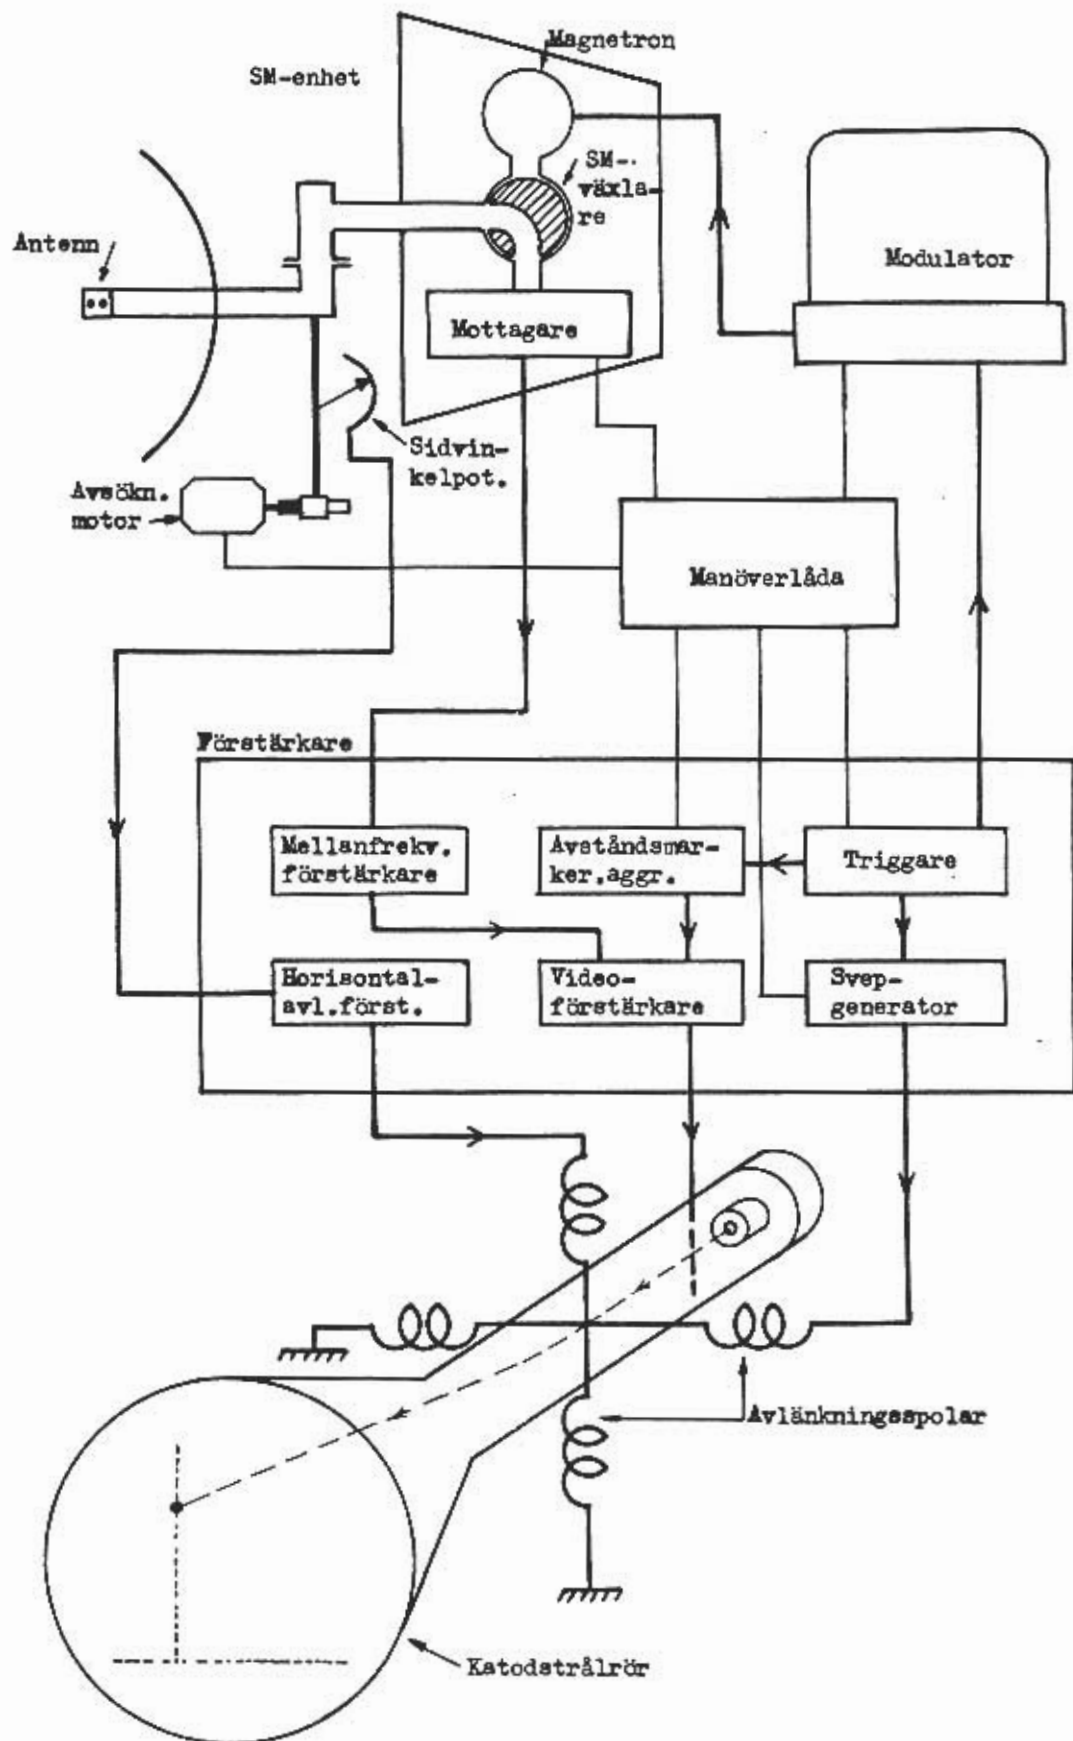 Magnetron
SM-enhet
SM-
växla-
re
Antenn
Modulator
Mottagare
Sidvin-
kelpot.
Avsökn.
motor
Manöverlåda
Förstärkare
Mellanfrekv.
förstärkare
Avståndsmar-
ker.aggr.
Triggare
Horisontal-
avl.först.
Video-
förstärkare
Svep-
generator
Avlänkningsspolar
Katodstrålrör